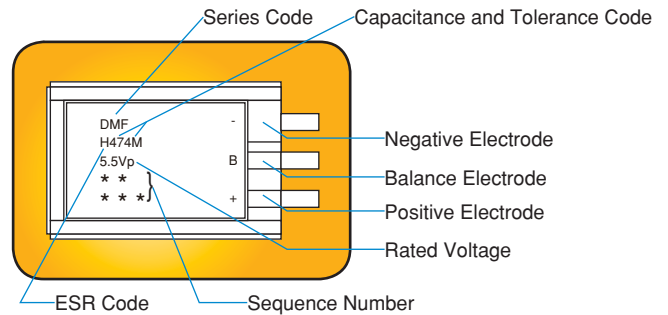 Series Code
Capacitance and Tolerance Code
DMF
-
H474M
Negative Electrode
5.5Vp
B
* *
Balance Electrode
* * *
+
Positive Electrode
Rated Voltage
ESR Code
Sequence Number